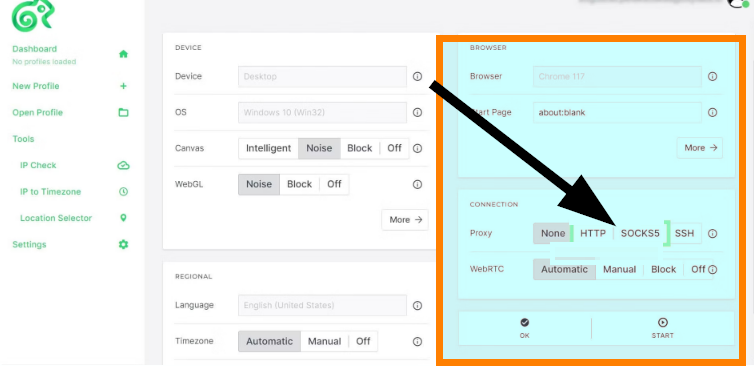 Dashboard
No profiles loaded
New Profile
Open Profile
Tools
IP Check
IP to Timezone
Location Selector
Settings
DEVICE
Device Desktop
OS Windows 10 (Win32)
Canvas Intelligent Noise Block Off
WebGL Noise Block Off
More →
REGIONAL
Language English (United States)
Timezone Automatic Manual Off
BROWSER
Browser Chrome 117
Start Page about:blank
More →
CONNECTION
Proxy None HTTP SOCKS5 SSH
WebRTC Automatic Manual Block Off
OK START